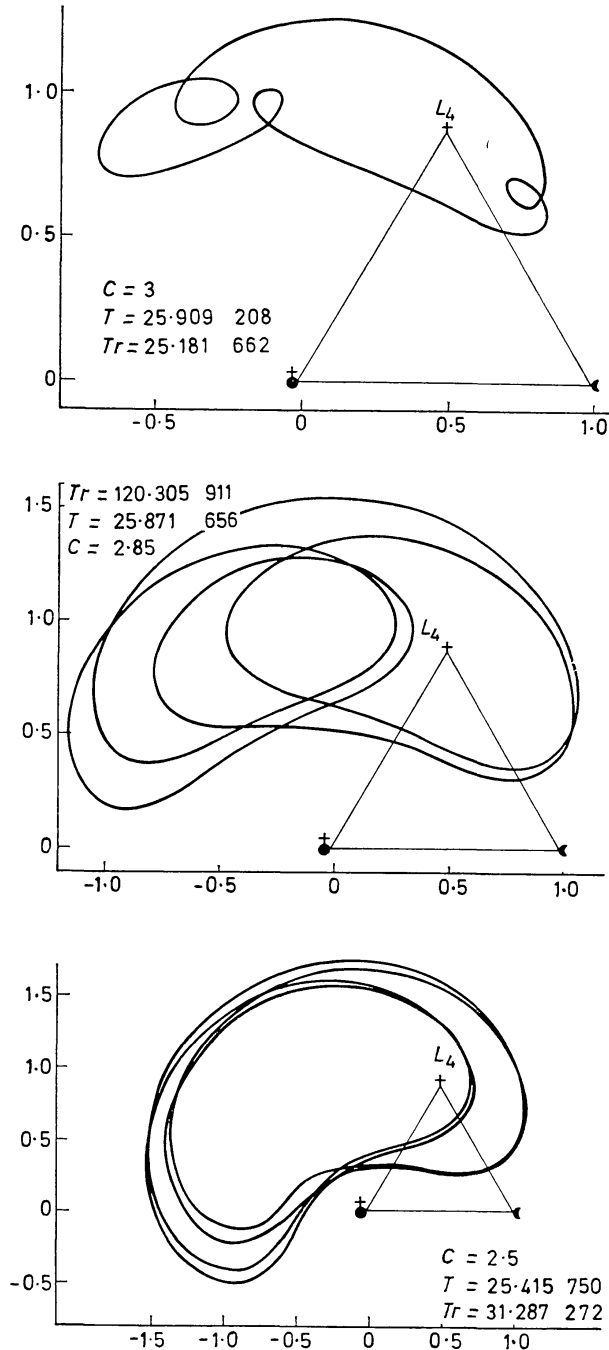 1·0
L4
0·5
C = 3
T = 25·909 208
Tr = 25·181 662
0
-0·5 0 0·5 1·0
1·5
Tr = 120·305 911
T = 25·871 656
C = 2·85
1·0
L4
0·5
0
-1·0 -0·5 0 0·5 1·0
1·5
1·0
L4
0·5
0
-0·5
C = 2·5
T = 25·415 750
Tr = 31·287 272
-1·5 -1·0 -0·5 0 0·5 1·0